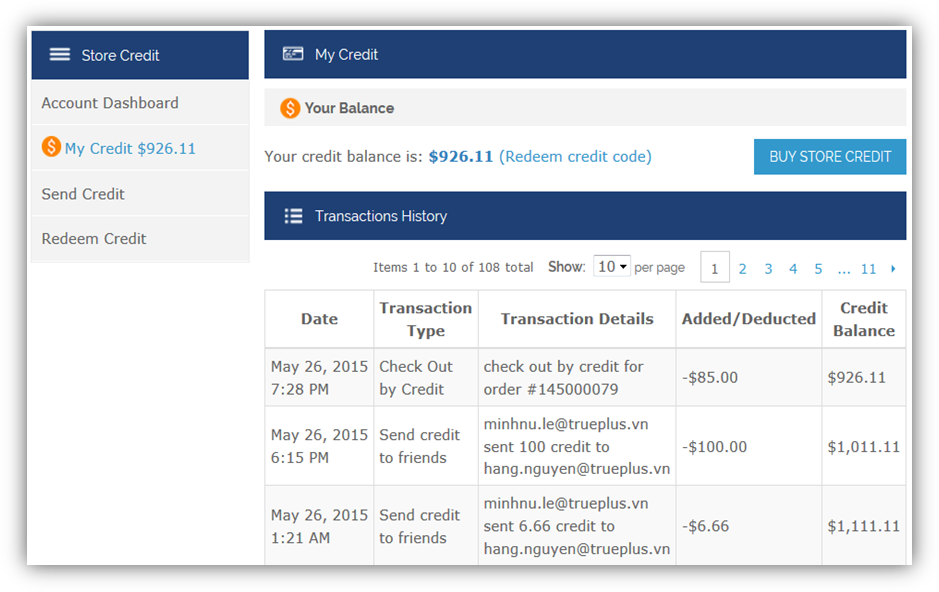 Store Credit
Account Dashboard
My Credit $926.11
Send Credit
Redeem Credit
My Credit
Your Balance
Your credit balance is: $926.11 (Redeem credit code)
BUY STORE CREDIT
Transactions History
Items 1 to 10 of 108 total Show: 10 per page 1 2 3 4 5 ... 11
Date
Transaction
Type
Transaction Details
Added/Deducted
Credit
Balance
May 26, 2015
7:28 PM
Check Out
by Credit
check out by credit for
order #145000079
-$85.00
$926.11
May 26, 2015
6:15 PM
Send credit
to friends
minhnu.le@trueplus.vn
sent 100 credit to
hang.nguyen@trueplus.vn
-$100.00
$1,011.11
May 26, 2015
1:21 AM
Send credit
to friends
minhnu.le@trueplus.vn
sent 6.66 credit to
hang.nguyen@trueplus.vn
-$6.66
$1,111.11